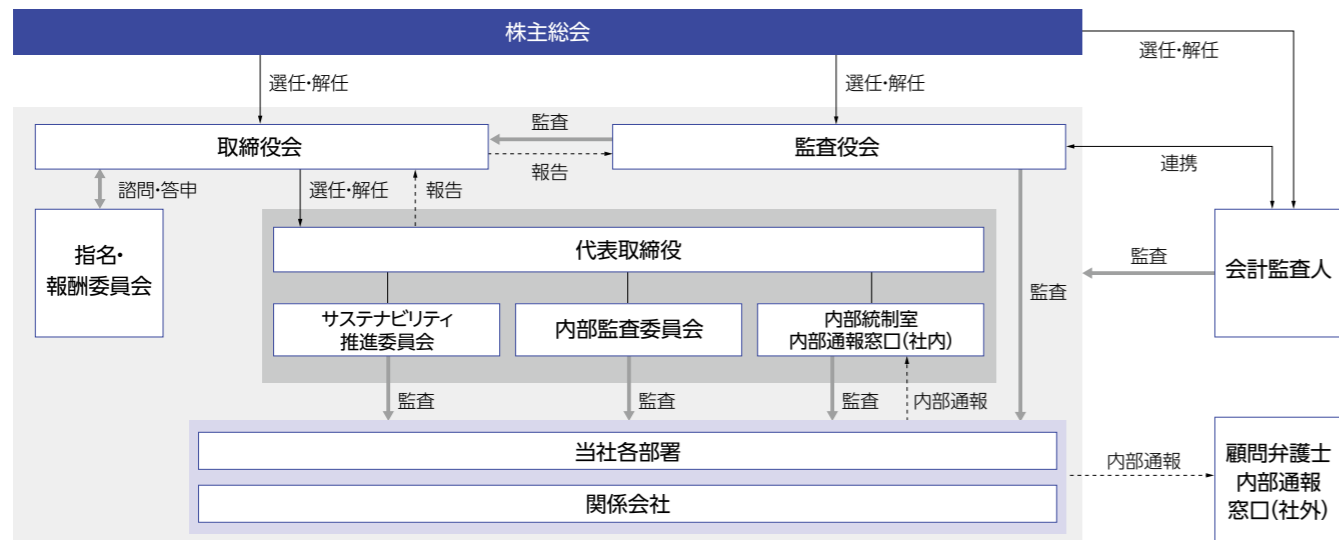 株主総会
選任・解任
選任・解任
選任・解任
取締役会
監査
報告
監査役会
連携
諮問・答申
選任・解任
報告
指名・
報酬委員会
代表取締役
監査
監査
会計監査人
サステナビリティ
推進委員会
内部監査委員会
内部統制室
内部通報窓口(社内)
監査
監査
監査
内部通報
当社各部署
関係会社
内部通報
顧問弁護士
内部通報
窓口(社外)